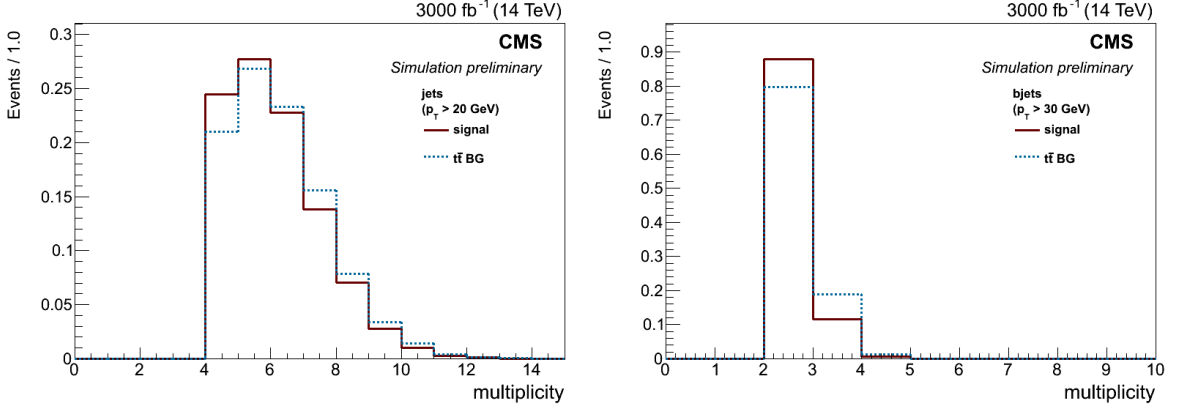 3000 fb⁻¹ (14 TeV)
CMS
Simulation preliminary
jets
(p_T > 20 GeV)
signal
tt̄ BG
Events / 1.0
0.3
0.25
0.2
0.15
0.1
0.05
0
0 2 4 6 8 10 12 14
multiplicity
3000 fb⁻¹ (14 TeV)
CMS
Simulation preliminary
bjets
(p_T > 30 GeV)
signal
tt̄ BG
Events / 1.0
0.9
0.8
0.7
0.6
0.5
0.4
0.3
0.2
0.1
0
0 1 2 3 4 5 6 7 8 9 10
multiplicity